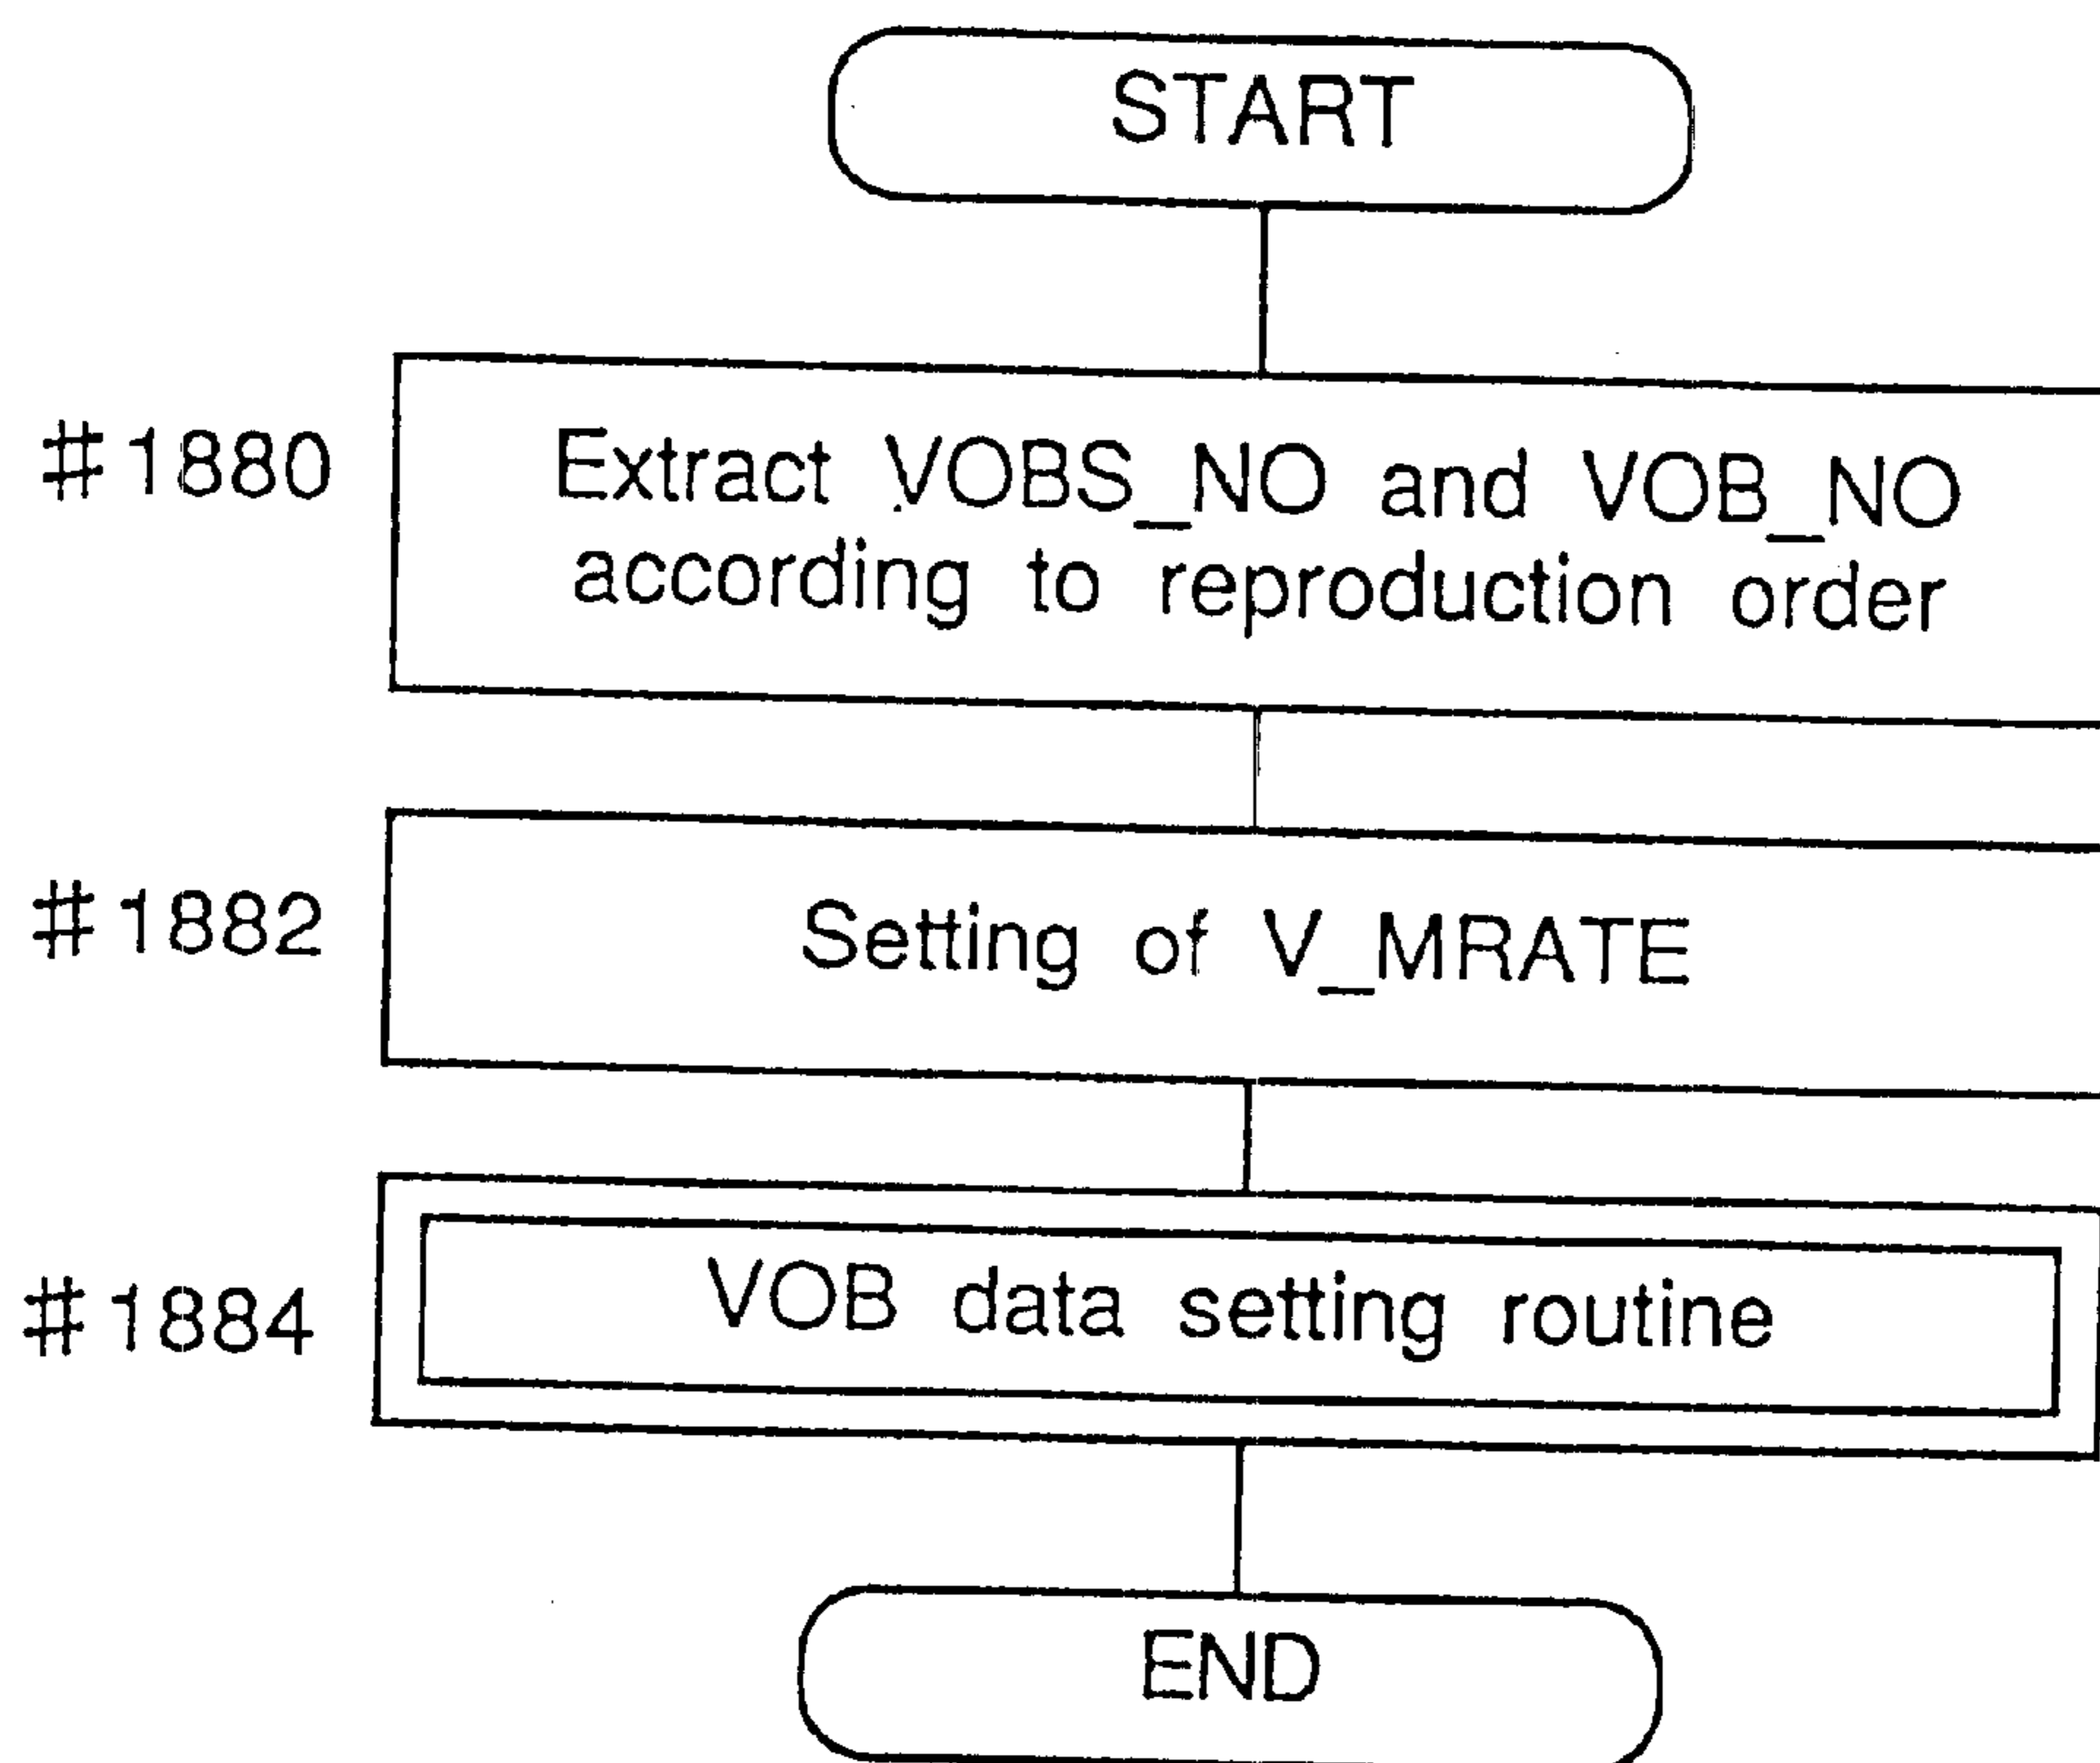 START
#1880
Extract VOBS_NO and VOB_NO
according to reproduction order
#1882
Setting of V_MRATE
#1884
VOB data setting routine
END